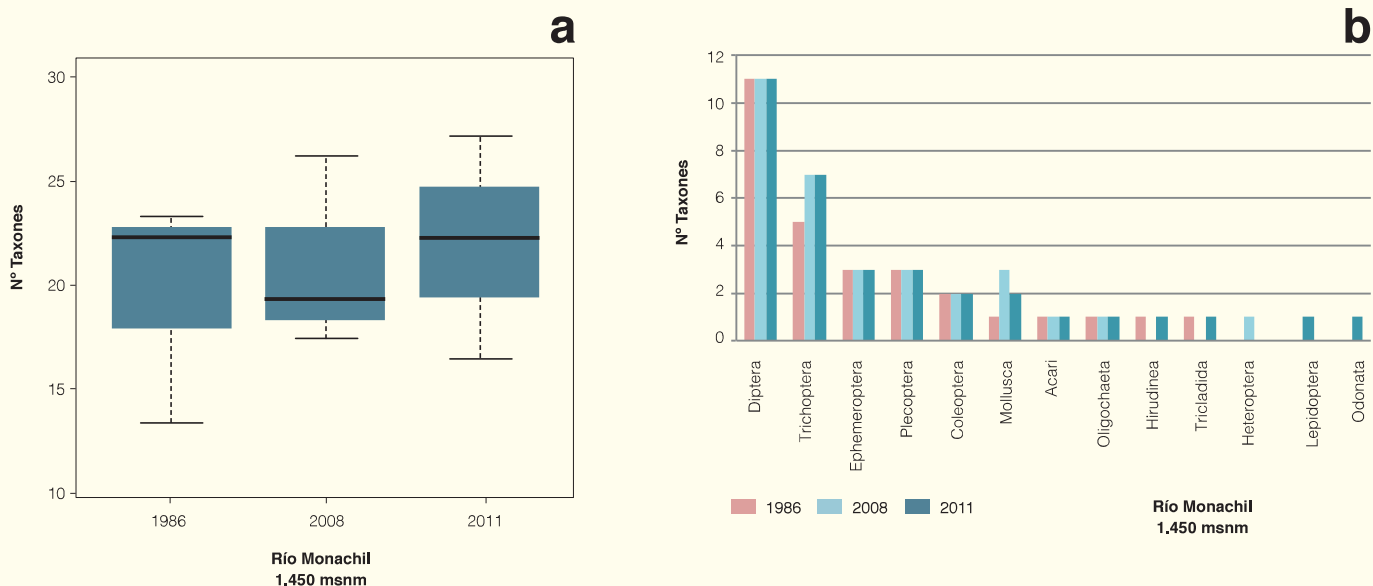 a
30
25
20
15
10
Nº Taxones
1986
2008
2011
Río Monachil
1.450 msnm
b
12
10
8
6
4
2
0
Nº Taxones
Diptera
Trichoptera
Ephemeroptera
Plecoptera
Coleoptera
Mollusca
Acari
Oligochaeta
Hirudinea
Tricladida
Heteroptera
Lepidoptera
Odonata
1986
2008
2011
Río Monachil
1.450 msnm